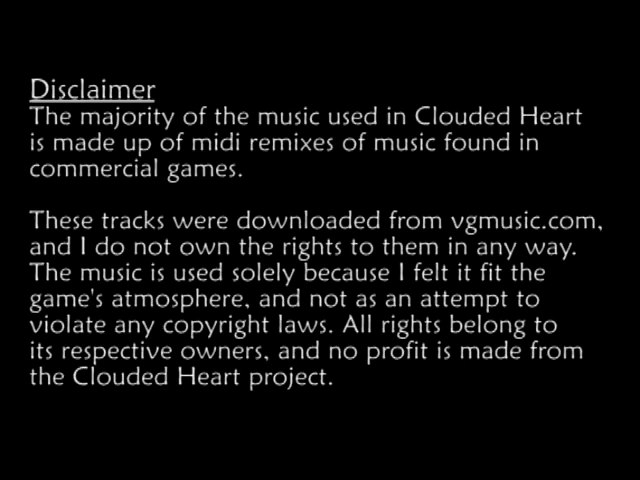 Disclaimer
The majority of the music used in Clouded Heart
is made up of midi remixes of music found in
commercial games.
These tracks were downloaded from vgmusic.com,
and I do not own the rights to them in any way.
The music is used solely because I felt it fit the
game's atmosphere, and not as an attempt to
violate any copyright laws. All rights belong to
its respective owners, and no profit is made from
the Clouded Heart project.